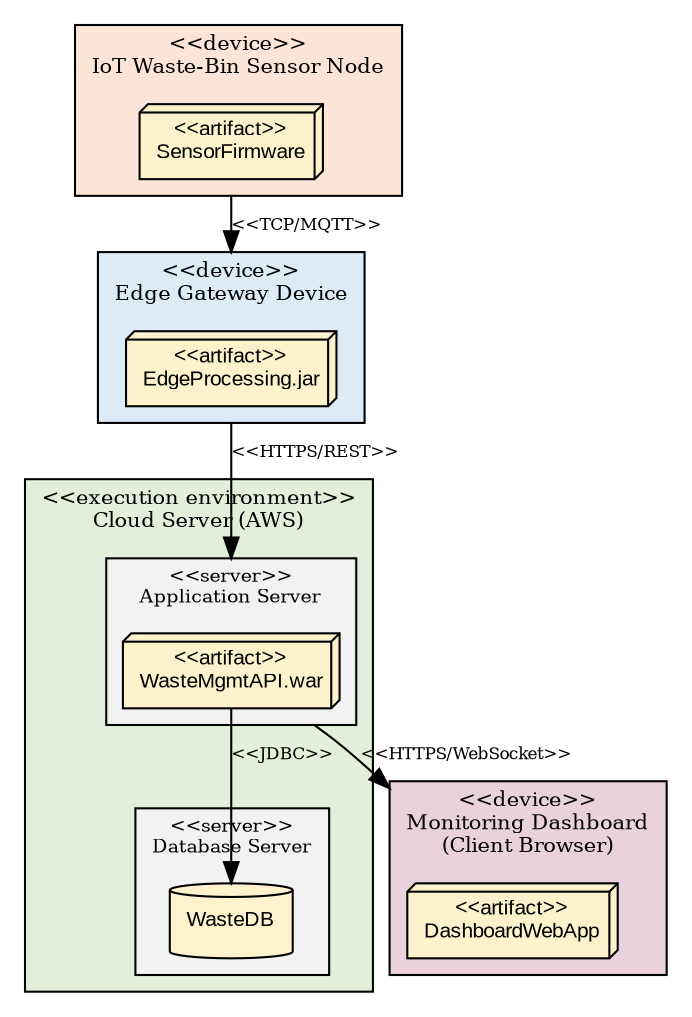 <<device>>
IoT Waste-Bin Sensor Node
<<artifact>>
SensorFirmware
<<TCP/MQTT>>
<<device>>
Edge Gateway Device
<<artifact>>
EdgeProcessing.jar
<<HTTPS/REST>>
<<execution environment>>
Cloud Server (AWS)
<<server>>
Application Server
<<artifact>>
WasteMgmtAPI.war
<<JDBC>>
<<HTTPS/WebSocket>>
<<server>>
Database Server
WasteDB
<<device>>
Monitoring Dashboard
(Client Browser)
<<artifact>>
DashboardWebApp